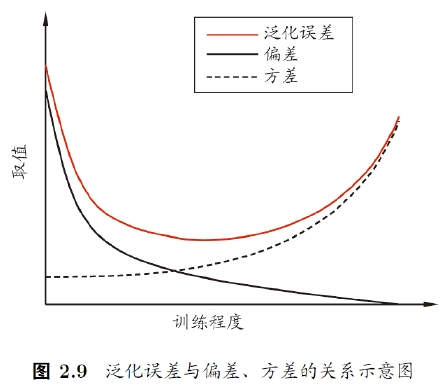 泛化误差
偏差
方差
取值
训练程度
图 2.9 泛化误差与偏差、方差的关系示意图